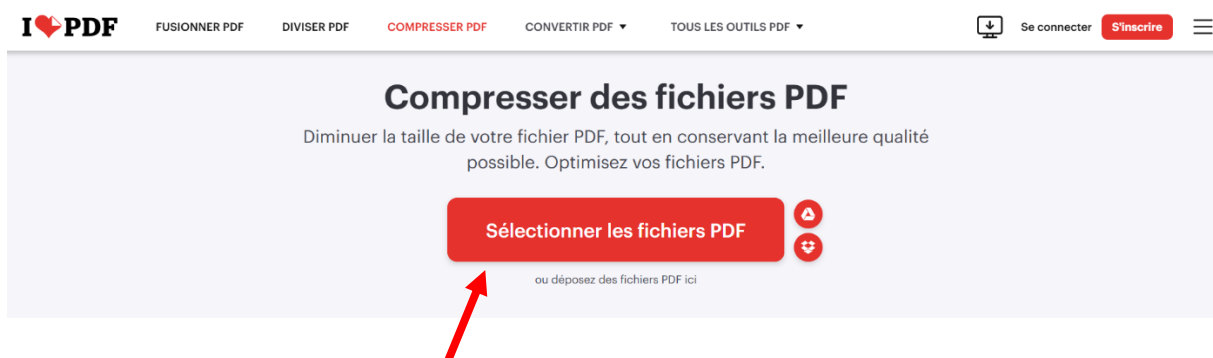 I PDF
FUSIONNER PDF
DIVISER PDF
COMPRESSER PDF
CONVERTIR PDF
TOUS LES OUTILS PDF
Se connecter
S'inscrire
Compresser des fichiers PDF
Diminuer la taille de votre fichier PDF, tout en conservant la meilleure qualité
possible. Optimisez vos fichiers PDF.
Sélectionner les fichiers PDF
ou déposez des fichiers PDF ici